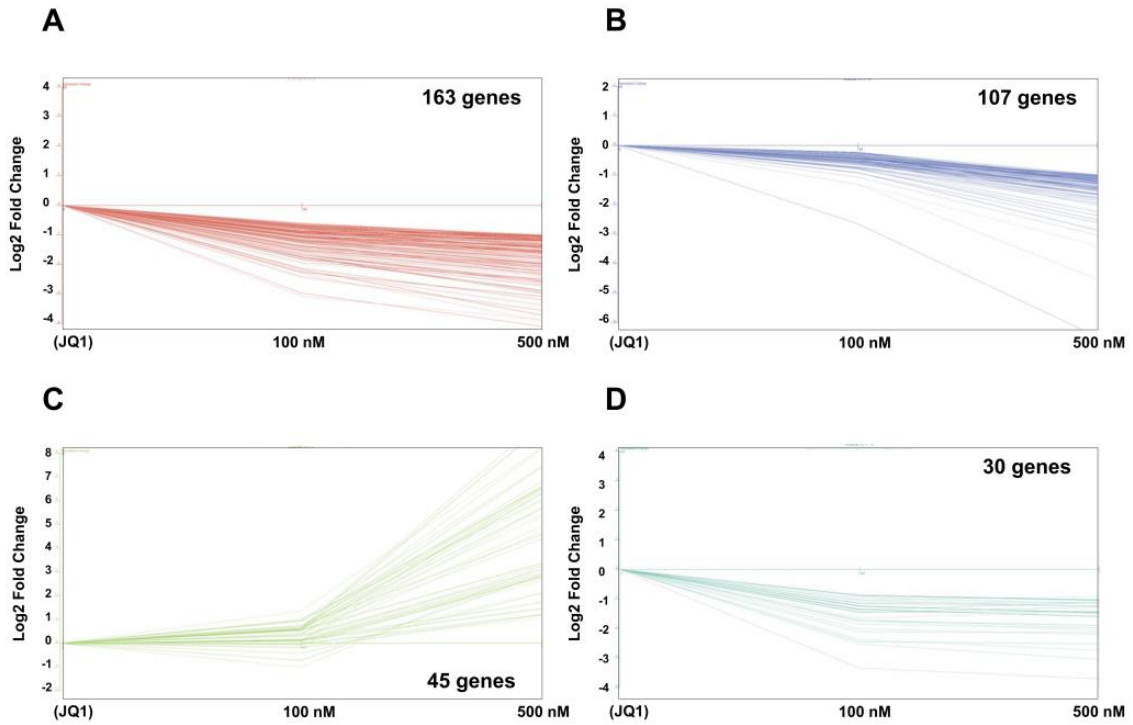 A
B
163 genes
107 genes
Log2 Fold Change
4
3
2
1
0
-1
-2
-3
-4
(JQ1)
100 nM
500 nM
Log2 Fold Change
2
1
0
-1
-2
-3
-4
-5
-6
(JQ1)
100 nM
500 nM
C
D
45 genes
30 genes
Log2 Fold Change
8
7
6
5
4
3
2
1
0
-1
-2
(JQ1)
100 nM
500 nM
Log2 Fold Change
4
3
2
1
0
-1
-2
-3
-4
(JQ1)
100 nM
500 nM